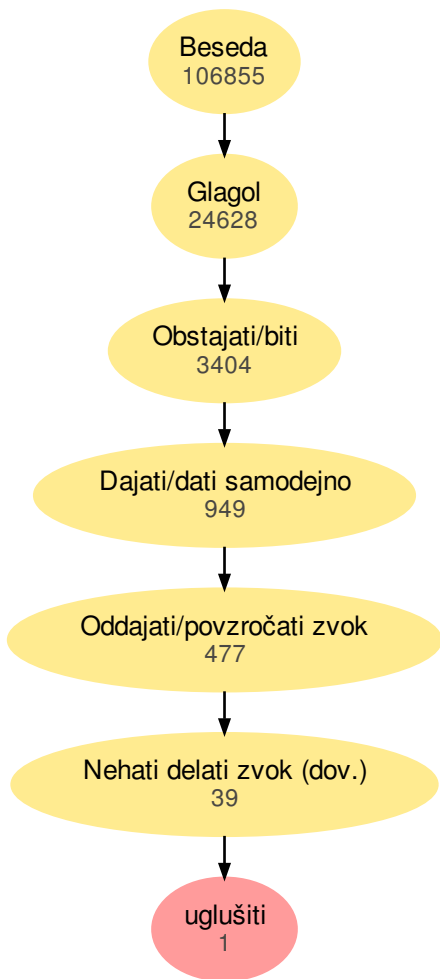 Beseda
106855
Glagol
24628
Obstajati/biti
3404
Dajati/dati samodejno
949
Oddajati/povzročati zvok
477
Nehati delati zvok (dov.)
39
uglušiti
1